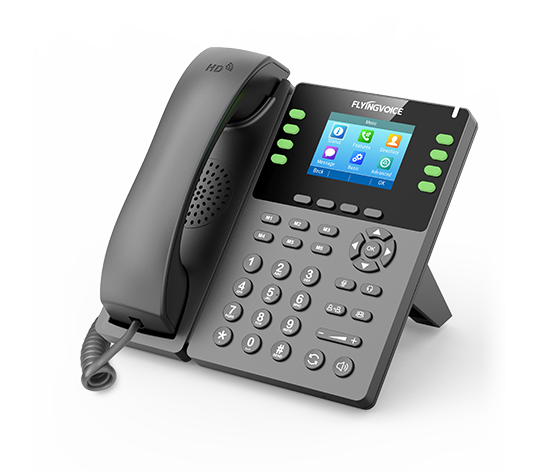 HD
FLYINGVOICE
Menu
Status
Features
Directory
Message
Basic
Advanced
Back
OK
M1 M2 M3
M4 M5 M6
OK
1 2 3
4 5 6
7 8 9
* 0 #
- +